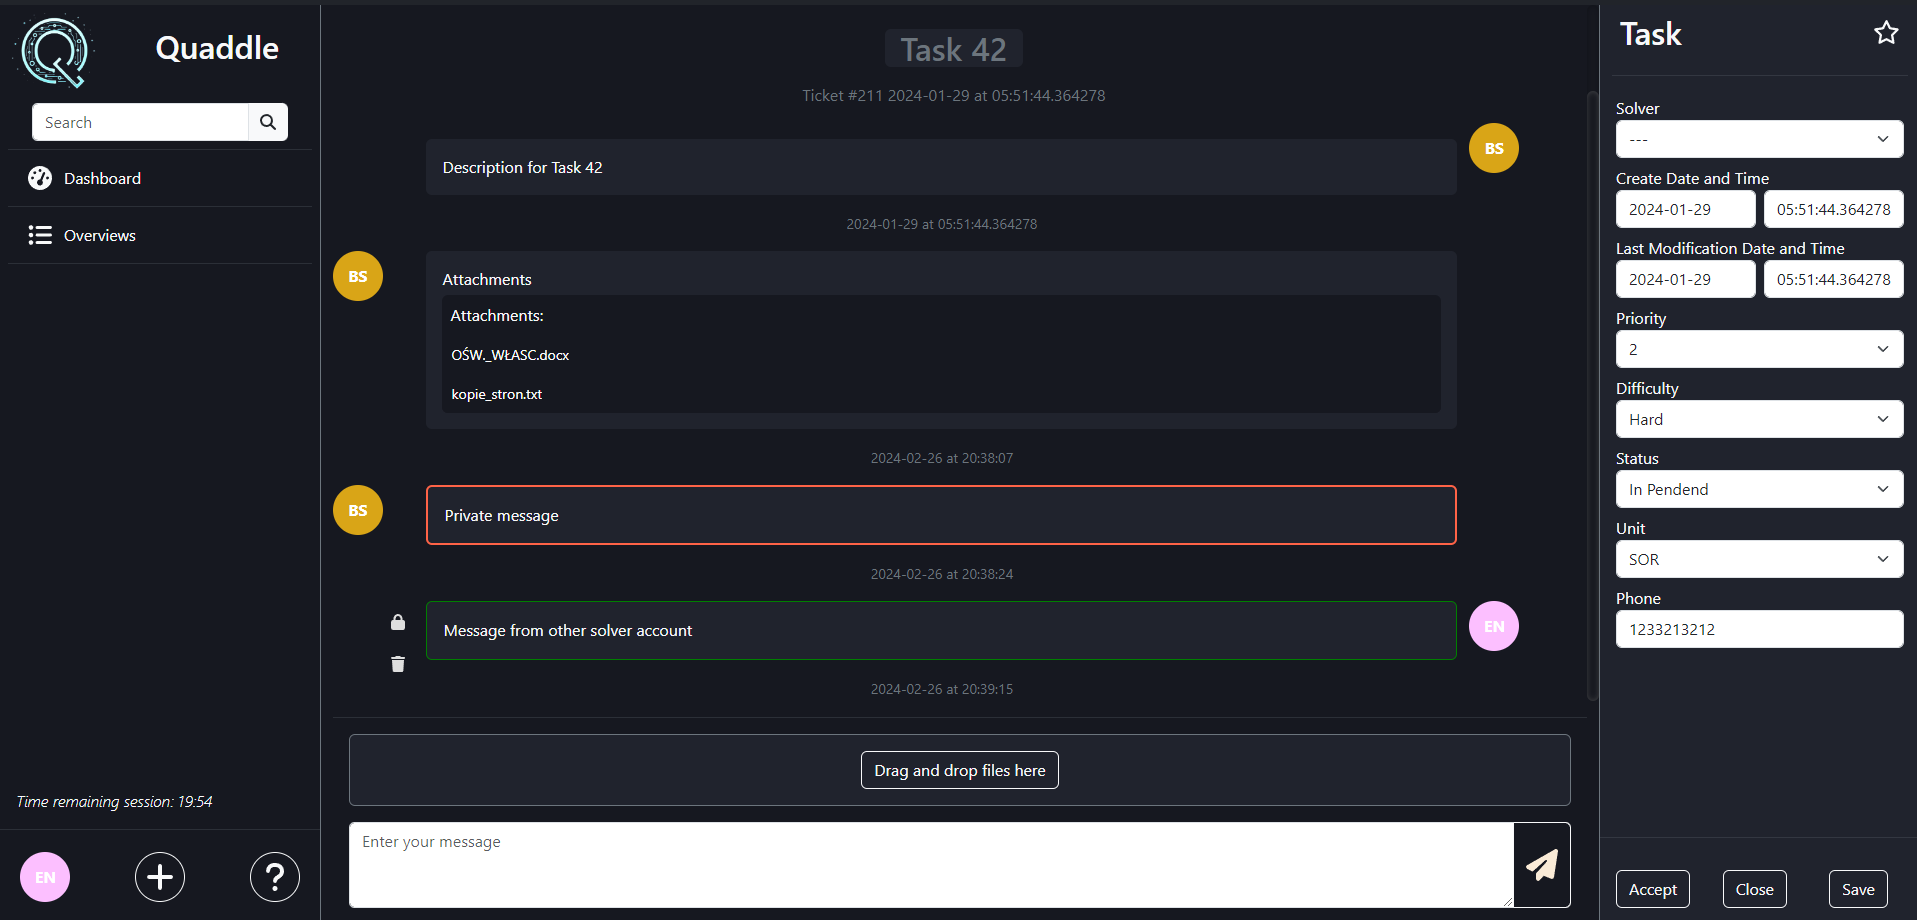 Quaddle
Search
Dashboard
Overviews
Time remaining session: 19:54
EN
Task 42
Ticket #211 2024-01-29 at 05:51:44.364278
Description for Task 42
BS
2024-01-29 at 05:51:44.364278
BS
Attachments
Attachments:
OŚW._WŁASC.docx
kopie_stron.txt
2024-02-26 at 20:38:07
BS
Private message
2024-02-26 at 20:38:24
Message from other solver account
EN
2024-02-26 at 20:39:15
Drag and drop files here
Enter your message
Task
Solver
---
Create Date and Time
2024-01-29 05:51:44.364278
Last Modification Date and Time
2024-01-29 05:51:44.364278
Priority
2
Difficulty
Hard
Status
In Pendend
Unit
SOR
Phone
1233213212
Accept Close Save